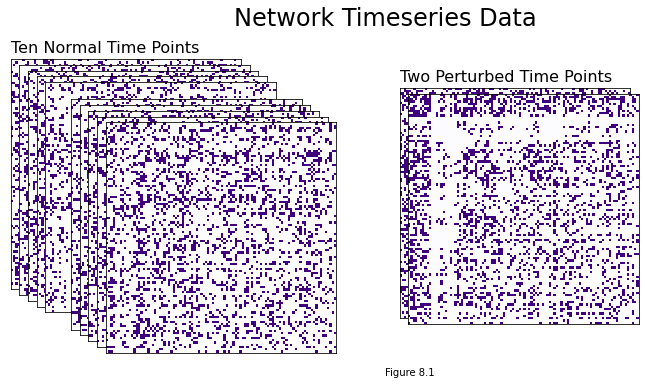 Network Timeseries Data
Ten Normal Time Points
Two Perturbed Time Points
Figure 8.1